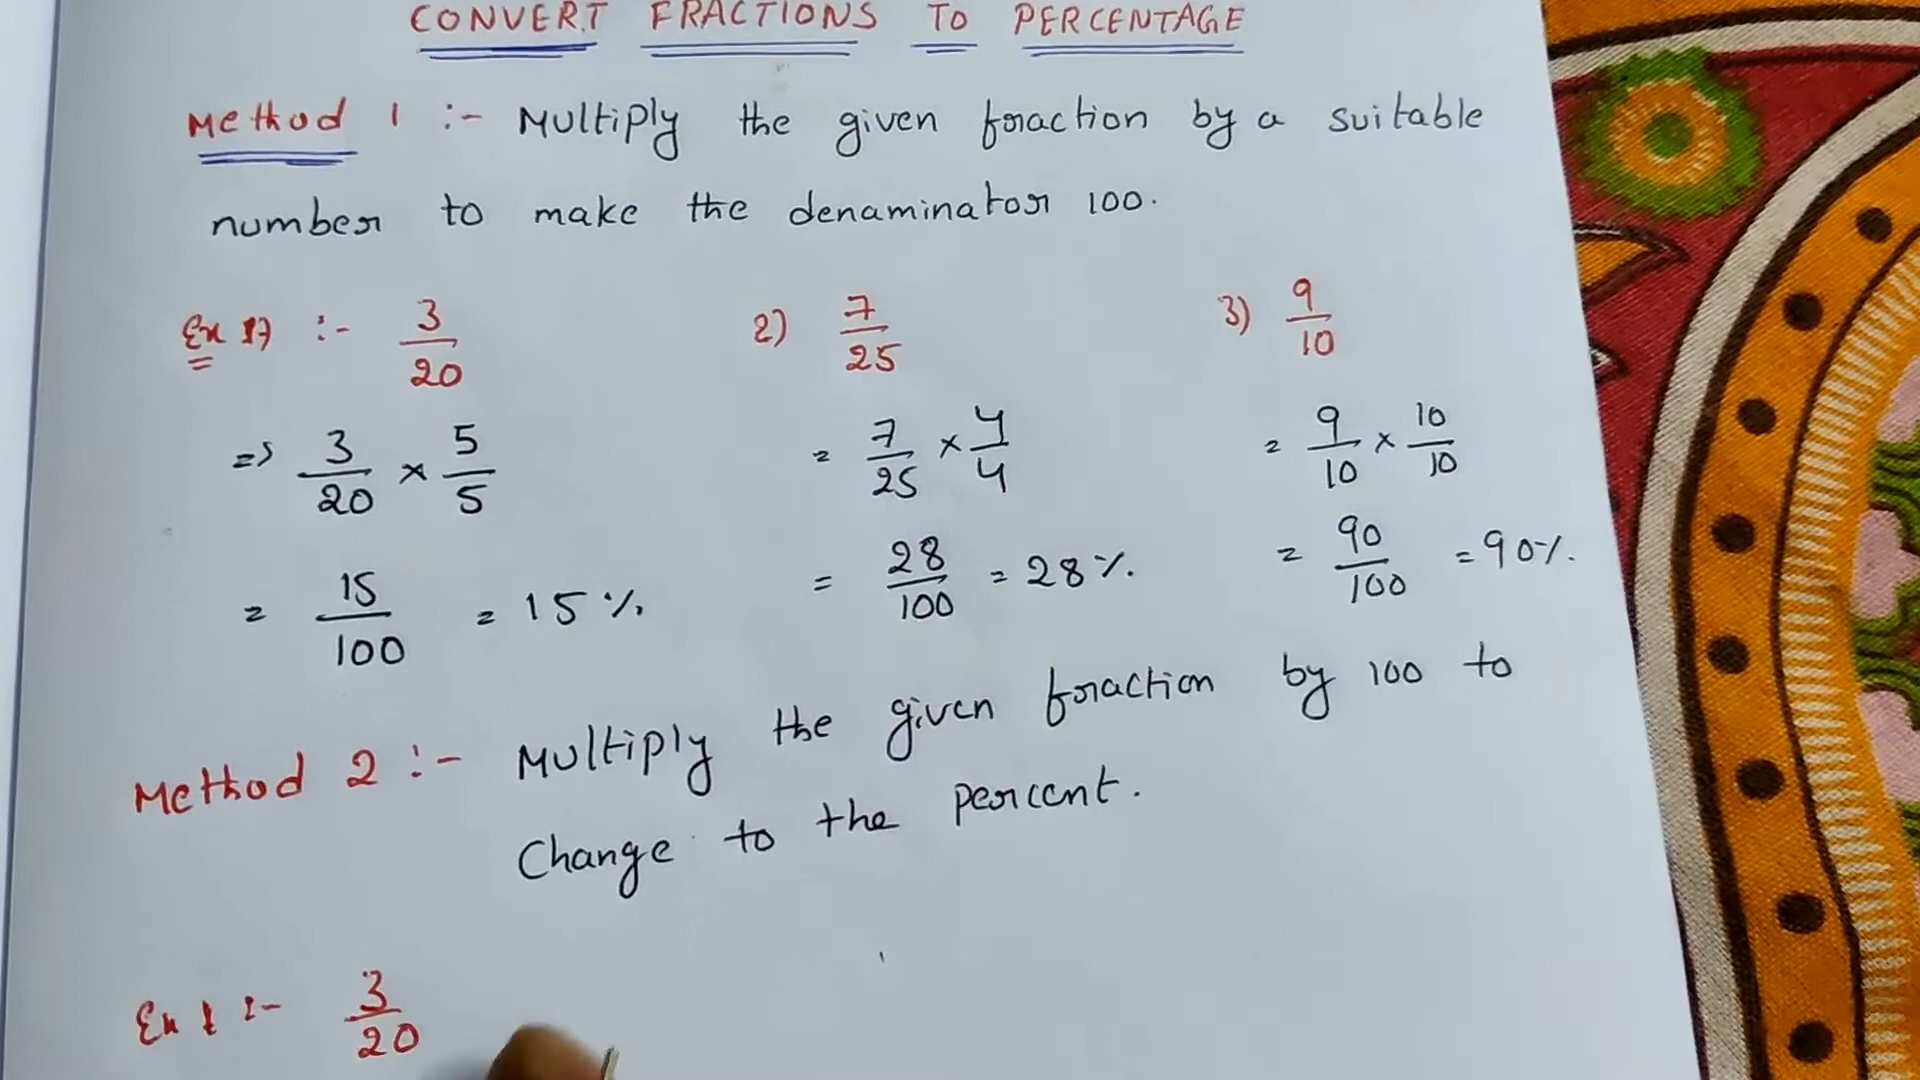 CONVERT FRACTIONS TO PERCENTAGE
Method 1 :- Multiply the given fraction by a suitable
number to make the denaminator 100.
Ex 1) :- 3/20 2) 7/25 3) 9/10
=> 3/20 × 5/5 = 7/25 × 4/4 = 9/10 × 10/10
= 15/100 = 15% = 28/100 = 28%. = 90/100 = 90%.
Method 2 :- Multiply the given fraction by 100 to
Change to the percent.
Ex 1 :- 3/20